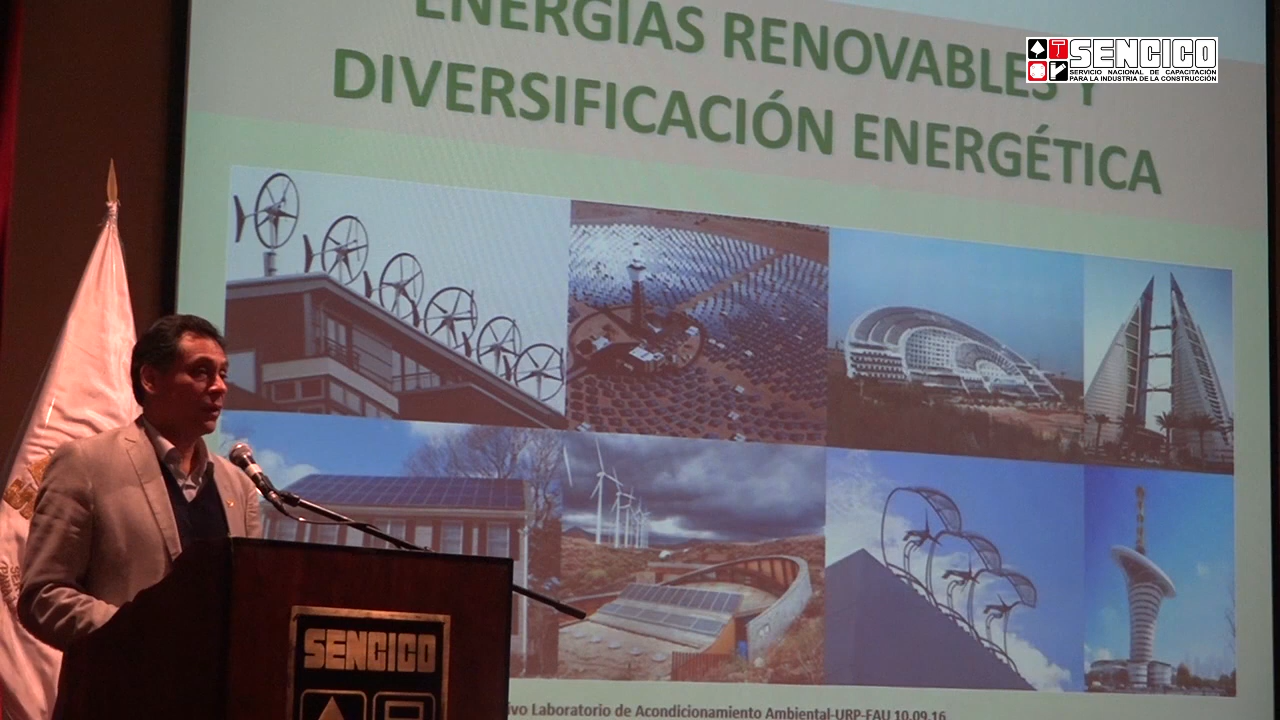 ENERGÍAS RENOVABLES Y
DIVERSIFICACIÓN ENERGÉTICA
SENCICO
SERVICIO NACIONAL DE CAPACITACIÓN
PARA LA INDUSTRIA DE LA CONSTRUCCIÓN
SENCICO
Laboratorio de Acondicionamiento Ambiental-URP-FAU 10.09.16